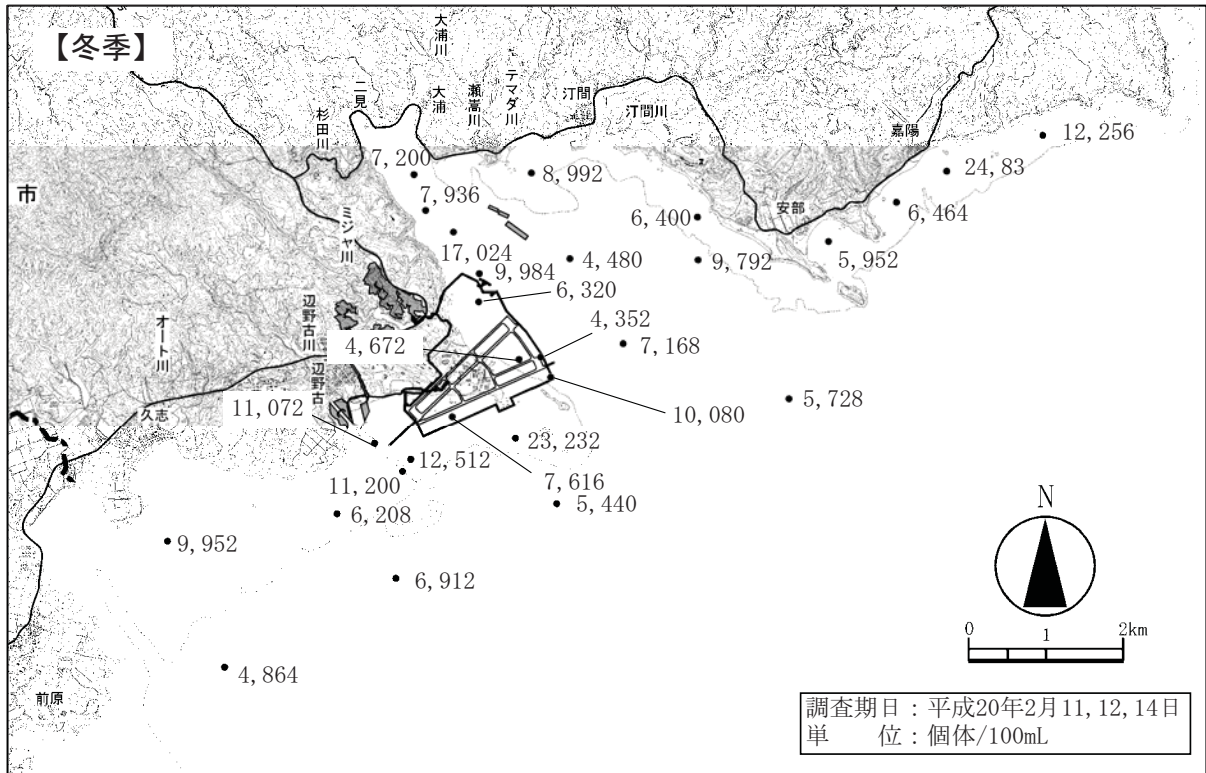 【冬季】
大浦川
テマダ川
瀬嵩川
大浦
二見
杉田川
汀間
汀間川
嘉陽
安部
市
ミジャ川
辺野古川
辺野古
オート川
久志
前原
12,256
24,83
6,464
5,952
7,200
7,936
8,992
6,400
17,024
4,480
9,792
9,984
6,320
4,352
7,168
4,672
10,080
5,728
11,072
23,232
12,512
7,616
11,200
5,440
6,208
9,952
6,912
4,864
N
0 1 2km
調査期日：平成20年2月11,12,14日
単　　位：個体/100mL